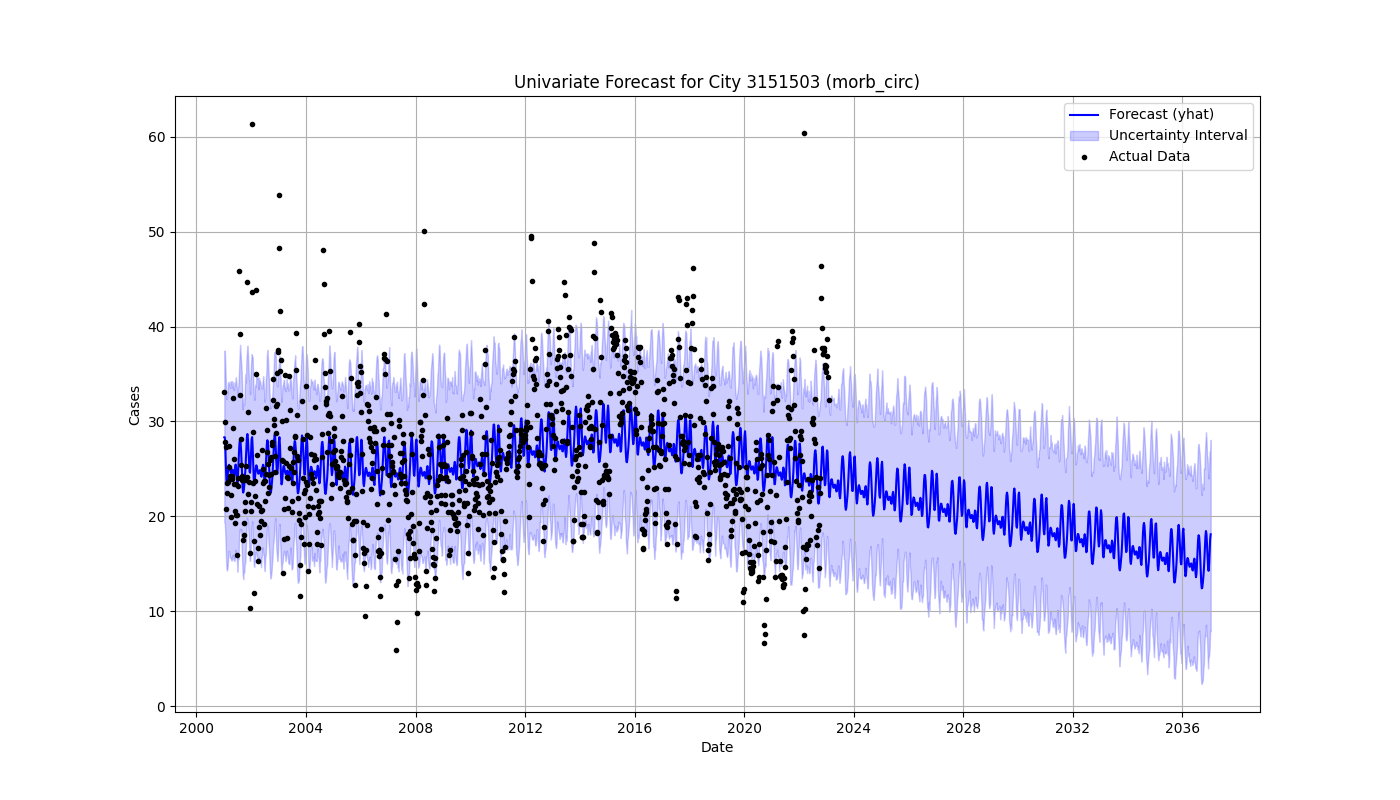 Univariate Forecast for City 3151503 (morb_circ)
Forecast (yhat)
Uncertainty Interval
Actual Data
Cases
60
50
40
30
20
10
0
2000 2004 2008 2012 2016 2020 2024 2028 2032 2036
Date